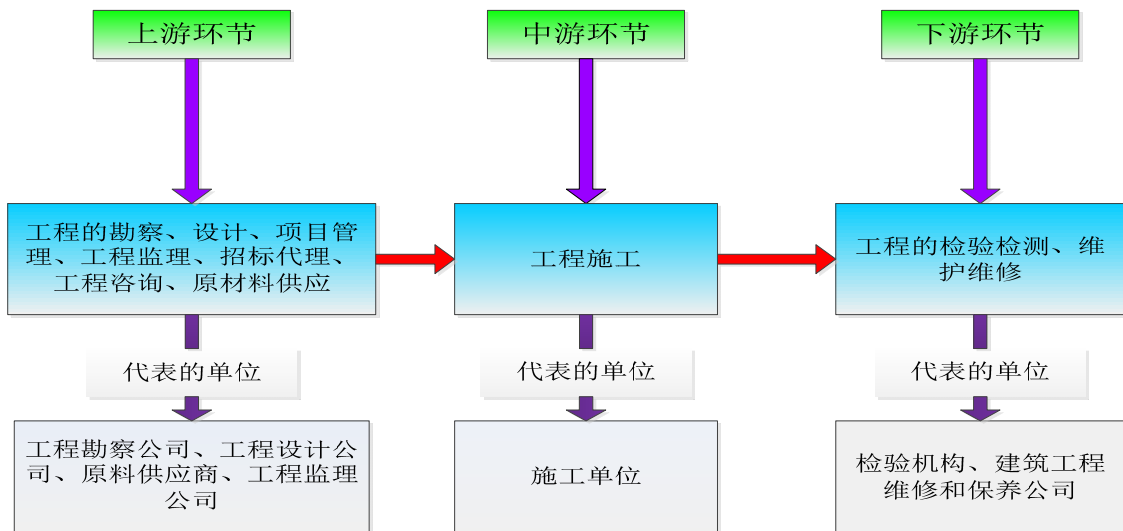 上游环节
中游环节
下游环节
工程的勘察、设计、项目管
理、工程监理、招标代理、
工程咨询、原材料供应
工程施工
工程的检验检测、维
护维修
代表的单位
代表的单位
代表的单位
工程勘察公司、工程设计公
司、原料供应商、工程监理
公司
施工单位
检验机构、建筑工程
维修和保养公司